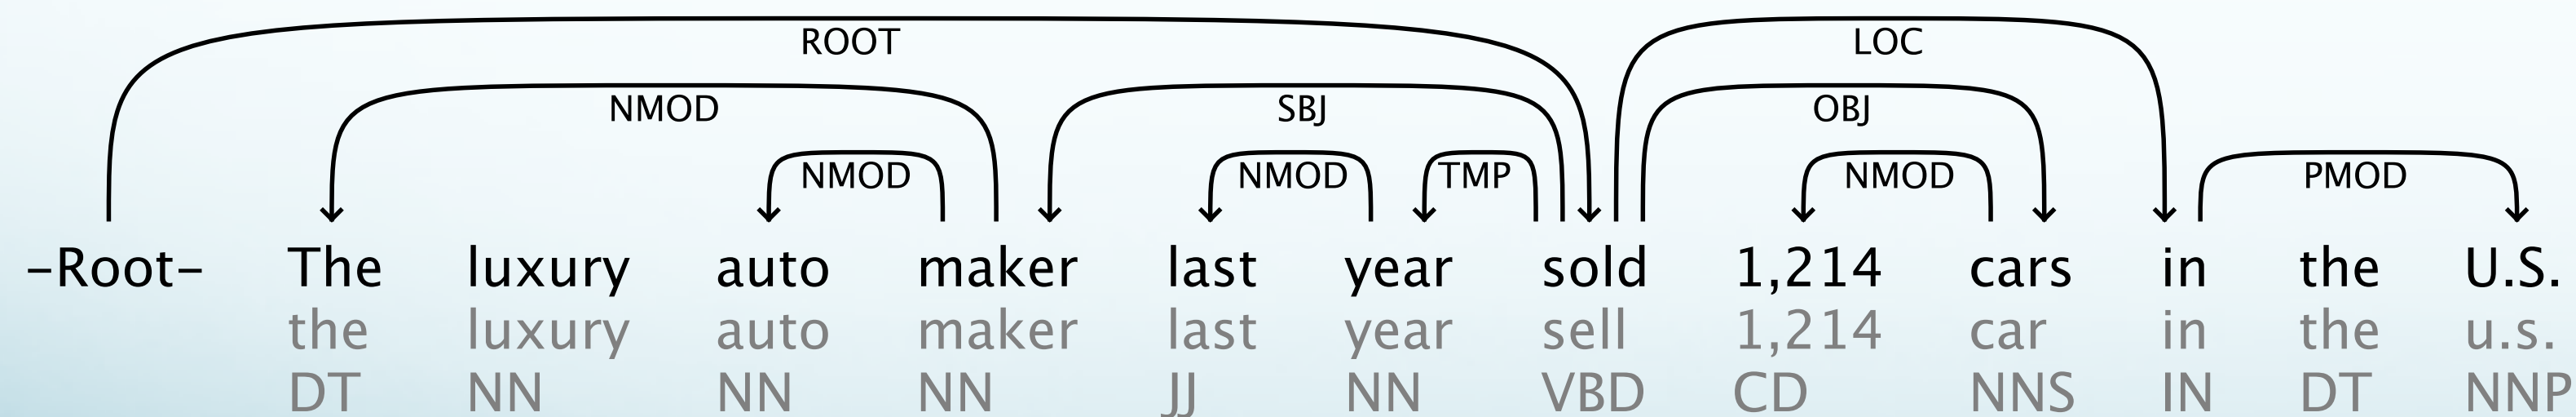 ROOT LOC
NMOD SBJ OBJ
NMOD NMOD TMP NMOD PMOD
-Root- The luxury auto maker last year sold 1,214 cars in the U.S.
the luxury auto maker last year sell 1,214 car in the u.s.
DT NN NN NN JJ NN VBD CD NNS IN DT NNP